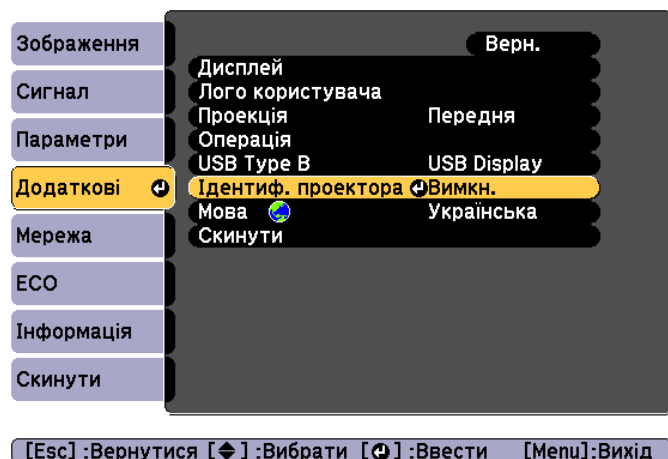 Зображення
Сигнал
Параметри
Додаткові
Мережа
ECO
Інформація
Скинути
Верн.
Дисплей
Лого користувача
Проекція Передня
Операція
USB Type B USB Display
Ідентиф. проектора Вимкн.
Мова Українська
Скинути
[Esc] :Вернутися [◆] :Вибрати [↵] :Ввести [Menu]:Вихід